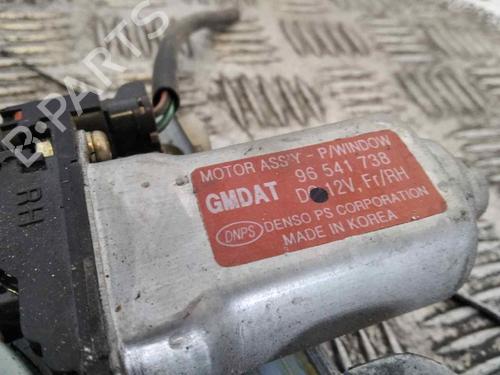 MOTOR ASS'Y - P/WINDOW
GMDAT 96 541 738
DC 12V, Fr/RH
DNPS DENSO PS CORPORATION
MADE IN KOREA
RH
B-PARTS